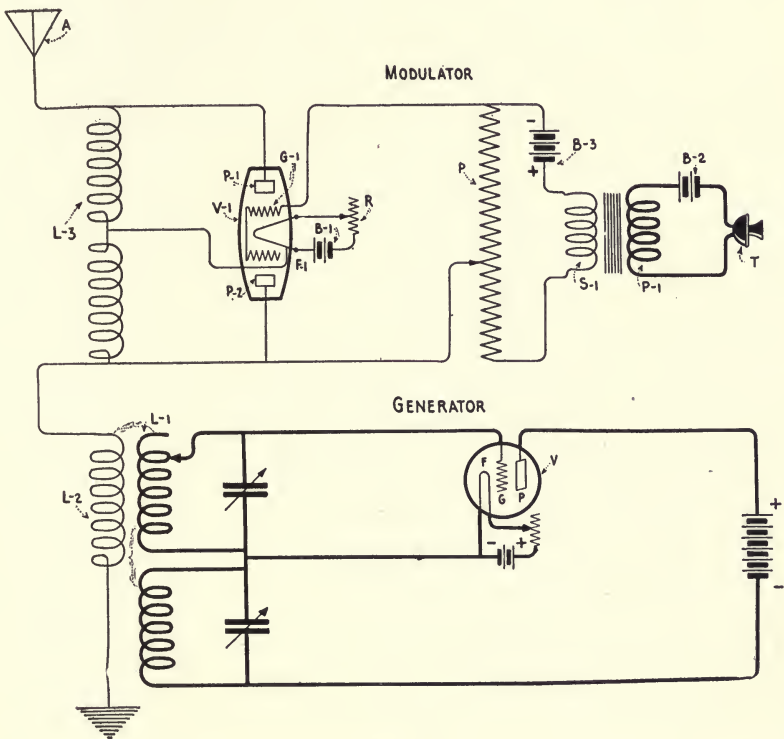 A
MODULATOR
G-1
P-1
V-1
R
B-1
F-1
P-2
L-3
P
-
B-3
+
B-2
S-1
P-1
T
GENERATOR
L-1
L-2
F
V
G
P
- +
+
-